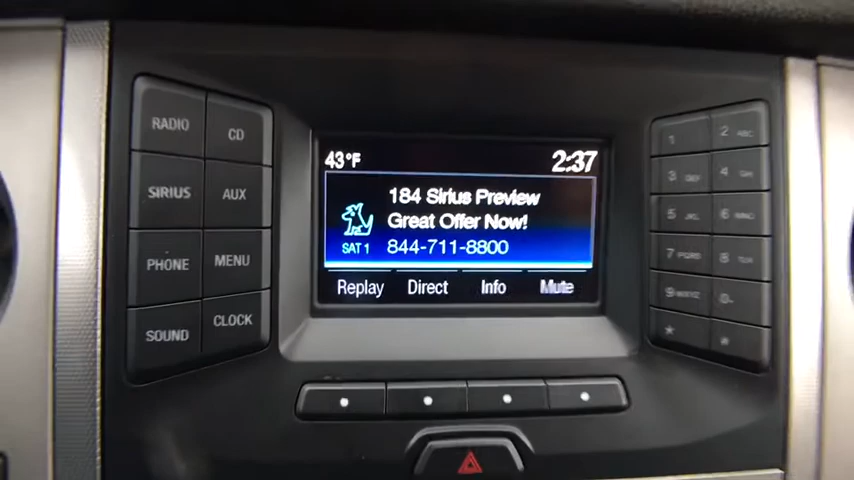 RADIO
CD
SIRIUS
AUX
PHONE
MENU
SOUND
CLOCK
43°F
2:37
184 Sirius Preview
Great Offer Now!
SAT 1
844-711-8800
Replay
Direct
Info
Mute
1
2 ABC
3 DEF
4 GHI
5 JKL
6 MNO
7 PQRS
8 TUV
9 WXYZ
0
*
#